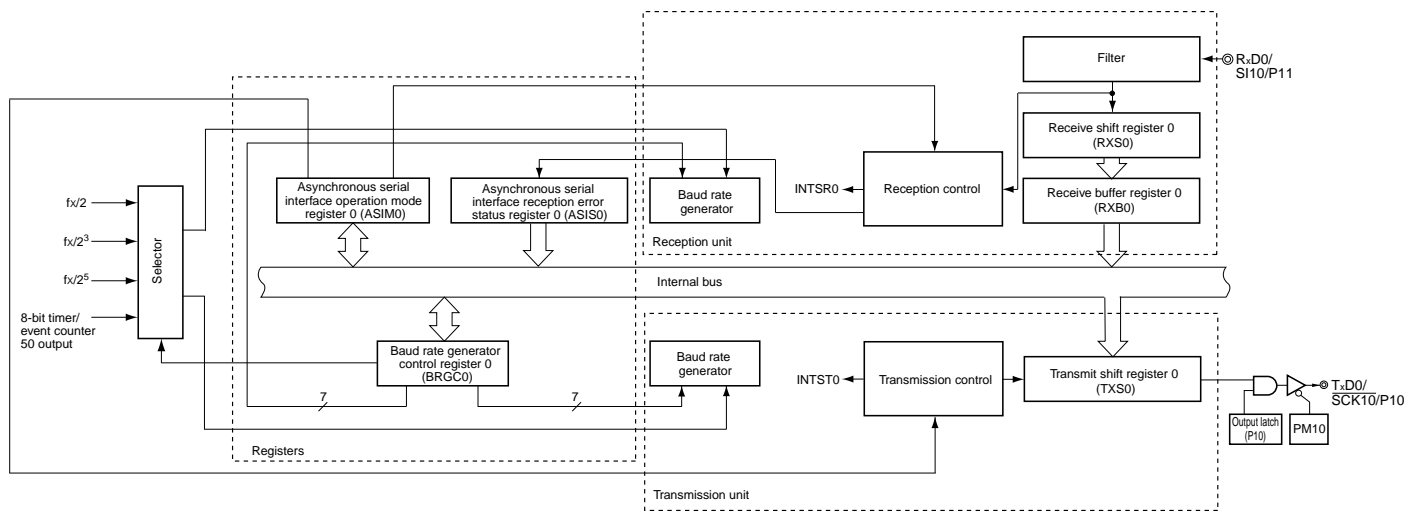 Filter
RxD0/
SI10/P11
Receive shift register 0
(RXS0)
Asynchronous serial
interface operation mode
register 0 (ASIM0)
Asynchronous serial
interface reception error
status register 0 (ASIS0)
Baud rate
generator
INTSR0
Reception control
Receive buffer register 0
(RXB0)
Reception unit
fx/2
fx/2³
fx/2⁵
8-bit timer/
event counter
50 output
Selector
Internal bus
Baud rate generator
control register 0
(BRGC0)
7
7
Registers
Baud rate
generator
INTST0
Transmission control
Transmit shift register 0
(TXS0)
TxD0/
SCK10/P10
Output latch
(P10)
PM10
Transmission unit